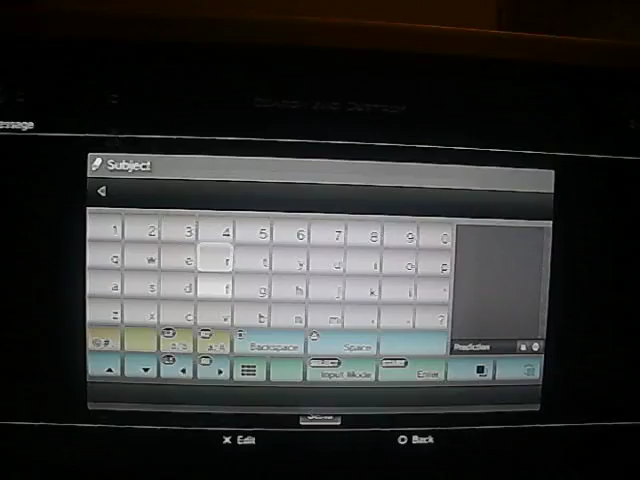 essage
Subject
1 2 3 4 5 6 7 8 9 0
q w e r t y u i o p
a s d f g h j k l '
z x c v b n m , . ?
@# a/à a/A Backspace Space
Prediction
Input Mode Enter
X Edit O Back